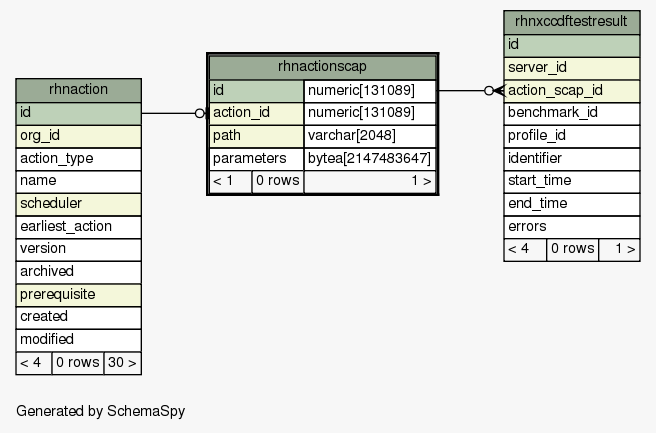 rhnaction
id
org_id
action_type
name
scheduler
earliest_action
version
archived
prerequisite
created
modified
< 4 0 rows 30 >
rhnactionscap
id numeric[131089]
action_id numeric[131089]
path varchar[2048]
parameters bytea[2147483647]
< 1 0 rows 1 >
rhnxccdftestresult
id
server_id
action_scap_id
benchmark_id
profile_id
identifier
start_time
end_time
errors
< 4 0 rows 1 >
Generated by SchemaSpy